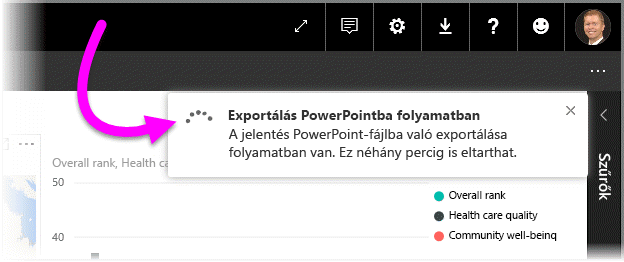 Exportálás PowerPointba folyamatban
A jelentés PowerPoint-fájlba való exportálása
folyamatban van. Ez néhány percig is eltarthat.
Szűrők
Overall rank, Health ca
50
Overall rank
Health care quality
Community well-being
40